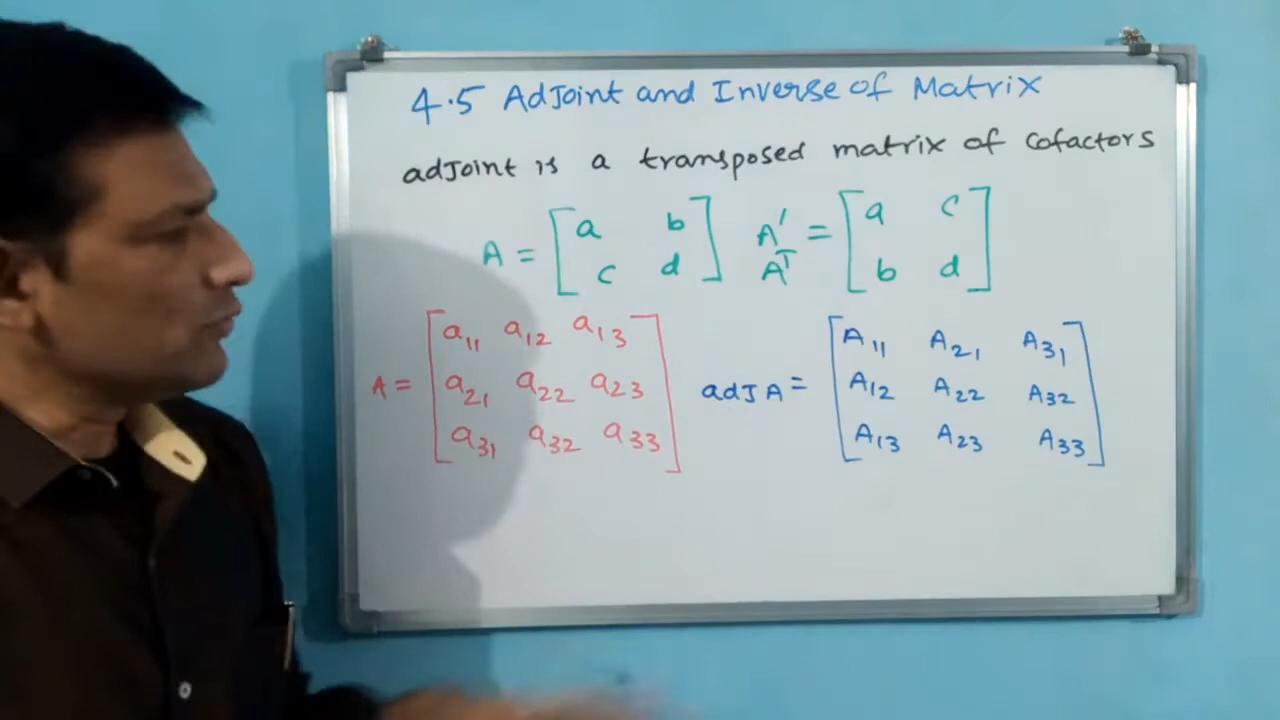 4.5 AdJoint and Inverse of Matrix
adJoint is a transposed matrix of cofactors
A = [ a b ] A' = [ a c ]
[ c d ] Aᵀ [ b d ]
[ a₁₁ a₁₂ a₁₃ ] [ A₁₁ A₂₁ A₃₁ ]
A = [ a₂₁ a₂₂ a₂₃ ] adJ A = [ A₁₂ A₂₂ A₃₂ ]
[ a₃₁ a₃₂ a₃₃ ] [ A₁₃ A₂₃ A₃₃ ]